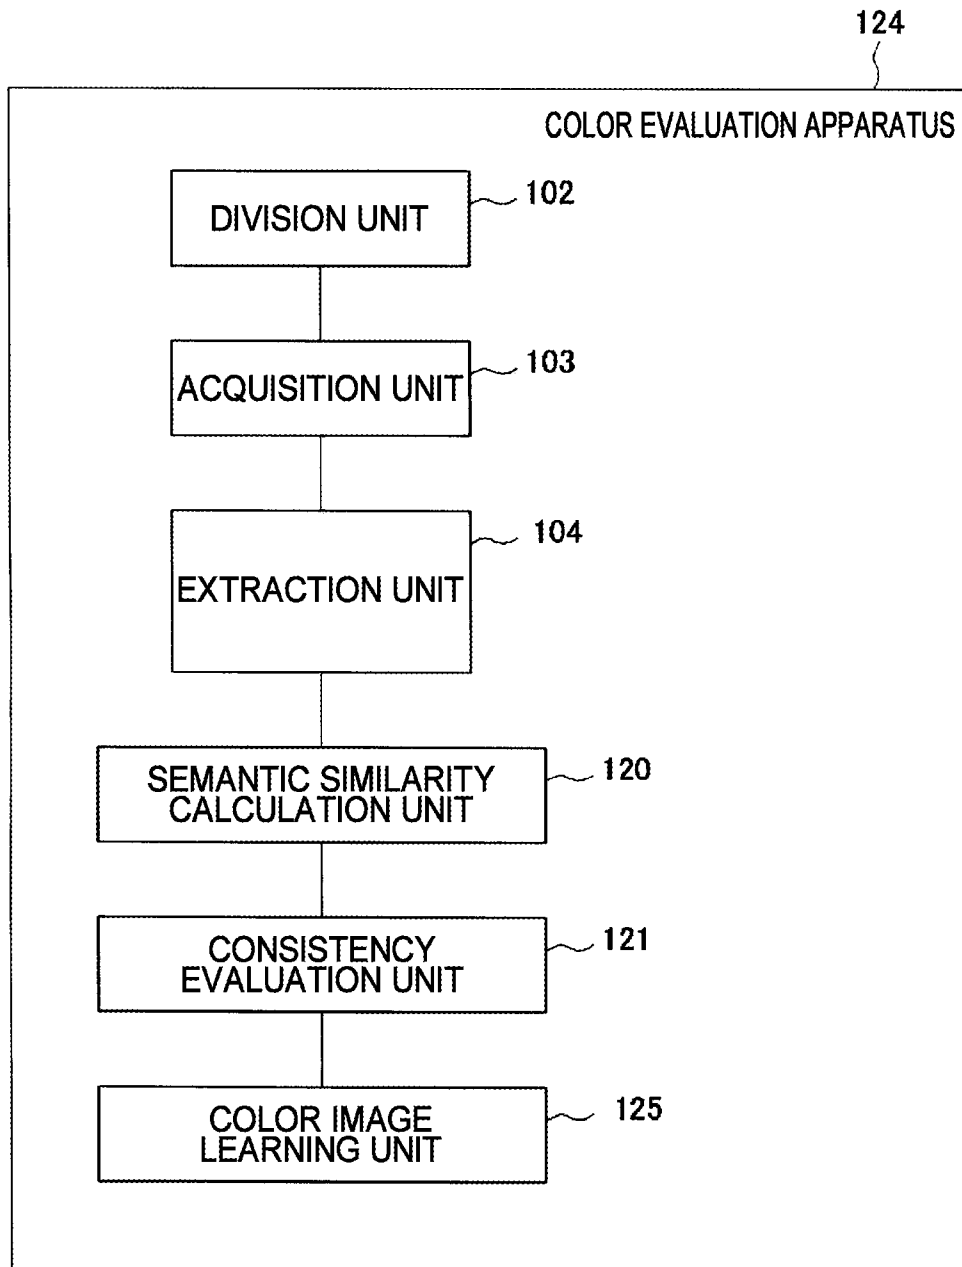 124
COLOR EVALUATION APPARATUS
102
DIVISION UNIT
103
ACQUISITION UNIT
104
EXTRACTION UNIT
120
SEMANTIC SIMILARITY
CALCULATION UNIT
121
CONSISTENCY
EVALUATION UNIT
125
COLOR IMAGE
LEARNING UNIT